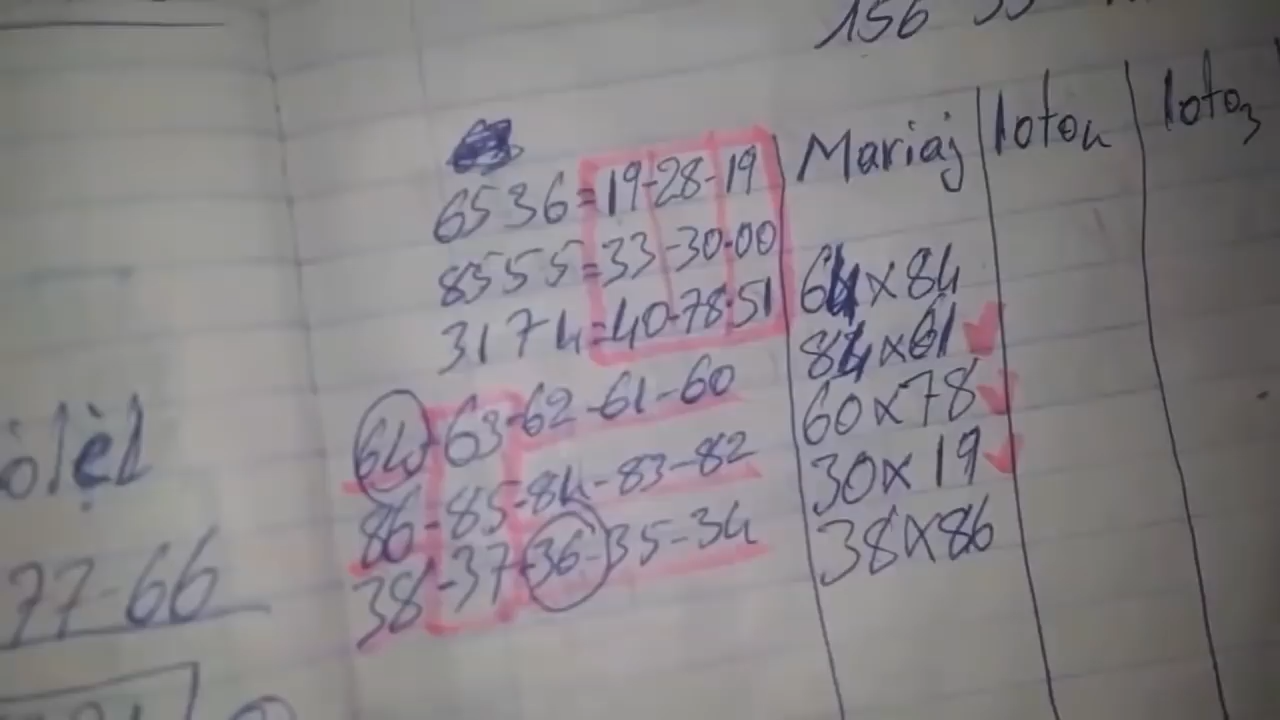 156
Mariaj loto4 loto3
6536=19-28-19
8555=33-30-00
3174=40-78-51
64-63-62-61-60
86-85-84-83-82
38-37-36-35-34
64x84
84x61
60x78
30x19
38x86
òlèd
77-66